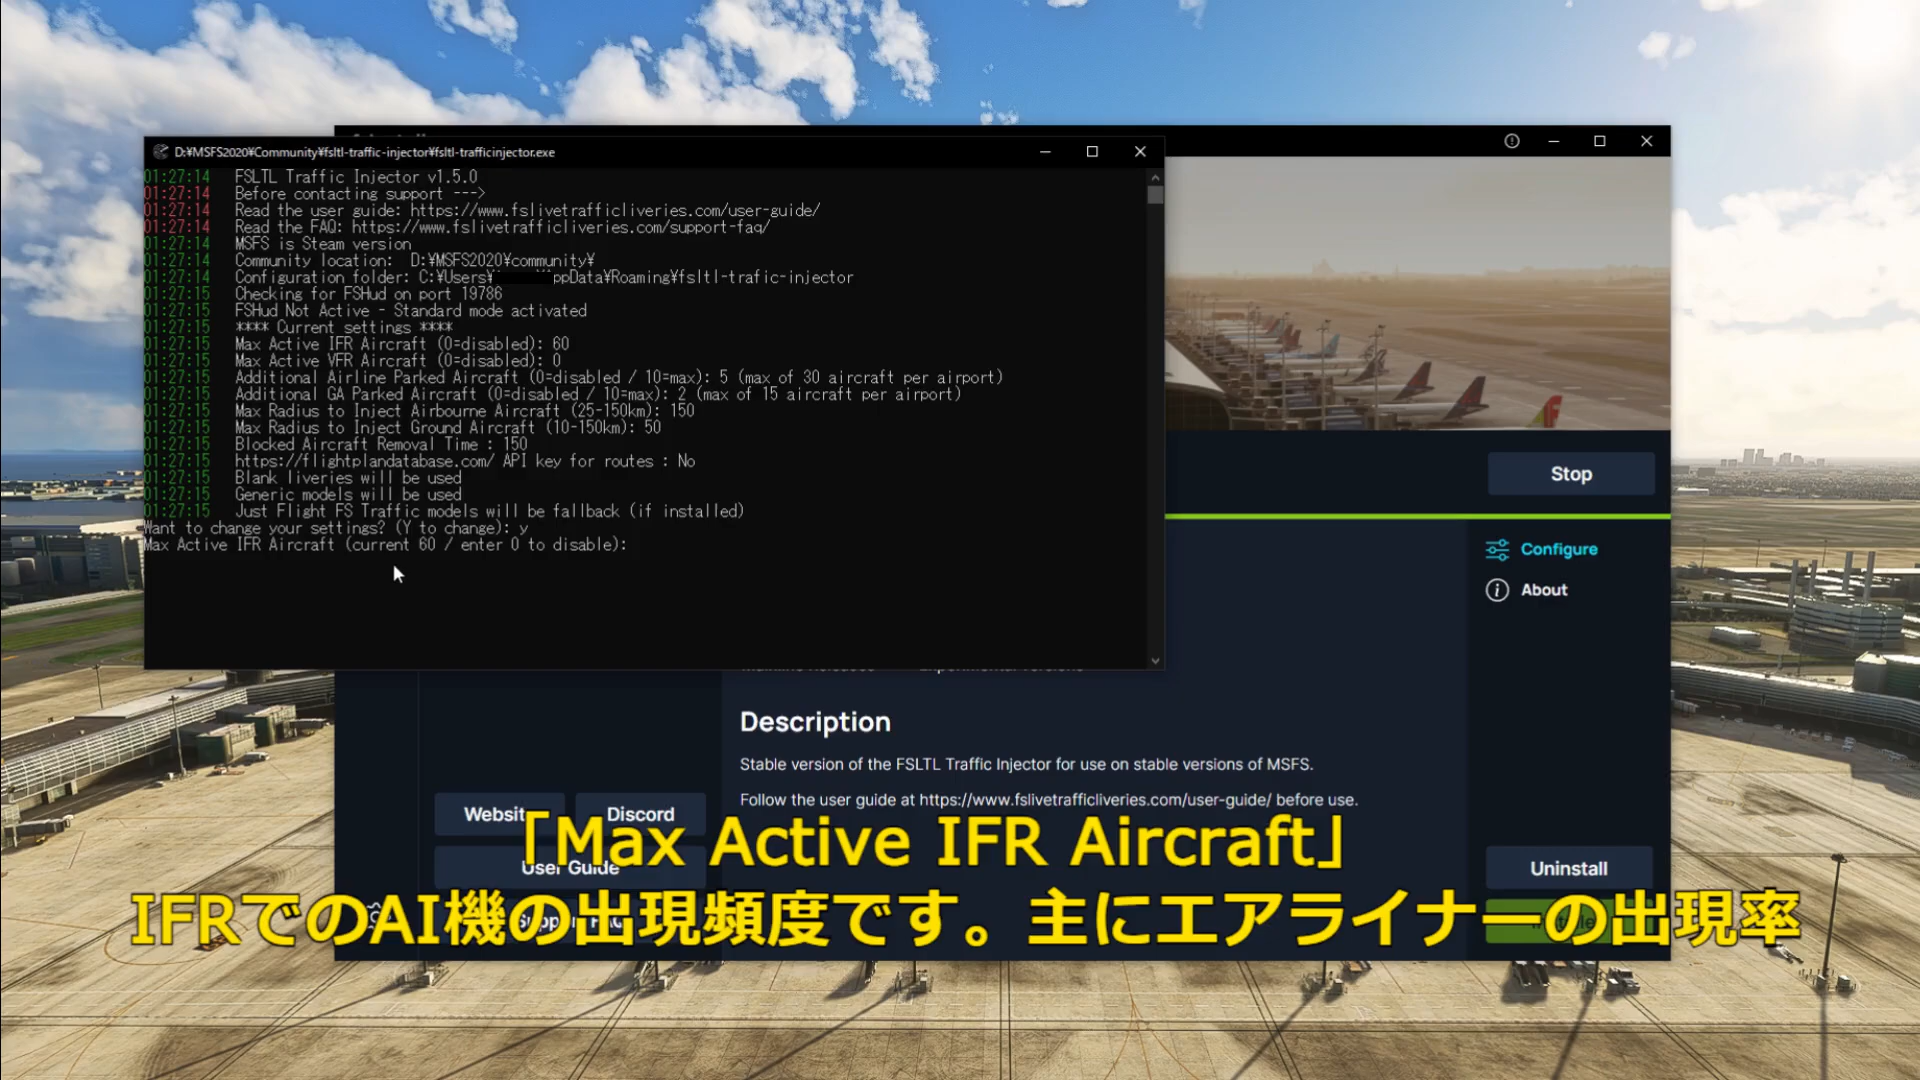 D:¥MSFS2020¥Community¥fsltl-traffic-injector¥fsltl-trafficinjector.exe
01:27:14 FSLTL Traffic Injector v1.5.0
01:27:14 Before contacting support --->
01:27:14 Read the user guide: https://www.fslivetrafficliveries.com/user-guide/
01:27:14 Read the FAQ: https://www.fslivetrafficliveries.com/support-faq/
01:27:14 MSFS is Steam version
01:27:14 Community location: D:¥MSFS2020¥community¥
01:27:14 Configuration folder: C:¥Users¥ ppData¥Roaming¥fsltl-trafic-injector
01:27:15 Checking for FSHud on port 19786
01:27:15 FSHud Not Active - Standard mode activated
01:27:15 **** Current settings ****
01:27:15 Max Active IFR Aircraft (0=disabled): 60
01:27:15 Max Active VFR Aircraft (0=disabled): 0
01:27:15 Additional Airline Parked Aircraft (0=disabled / 10=max): 5 (max of 30 aircraft per airport)
01:27:15 Additional GA Parked Aircraft (0=disabled / 10=max): 2 (max of 15 aircraft per airport)
01:27:15 Max Radius to Inject Airbourne Aircraft (25-150km): 150
01:27:15 Max Radius to Inject Ground Aircraft (10-150km): 50
01:27:15 Blocked Aircraft Removal Time : 150
01:27:15 https://flightplandatabase.com/ API key for routes : No
01:27:15 Blank liveries will be used
01:27:15 Generic models will be used
01:27:15 Just Flight FS Traffic models will be fallback (if installed)
Want to change your settings? (Y to change): y
Max Active IFR Aircraft (current 60 / enter 0 to disable):
Stop
Configure
About
Description
Stable version of the FSLTL Traffic Injector for use on stable versions of MSFS.
Follow the user guide at https://www.fslivetrafficliveries.com/user-guide/ before use.
Website Discord
User Guide
Uninstall
「Max Active IFR Aircraft」
IFRでのAI機の出現頻度です。主にエアライナーの出現率